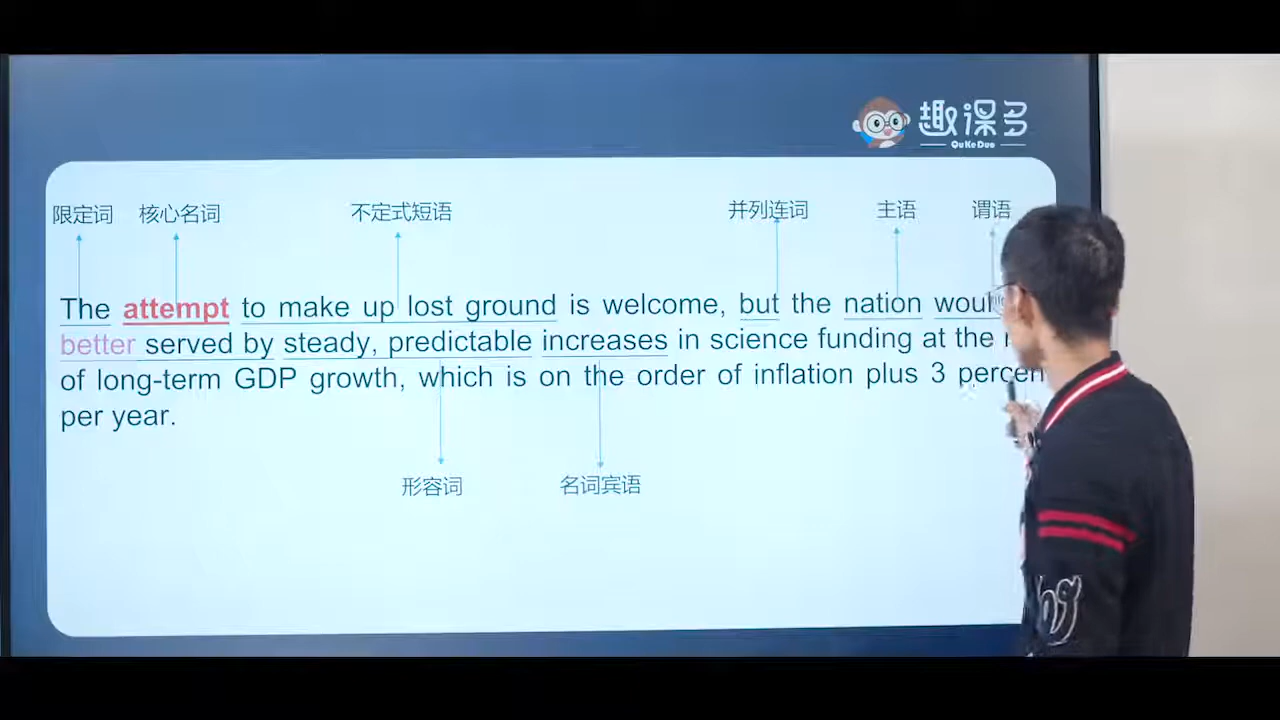 趣课多
QuKeDuo
限定词 核心名词 不定式短语 并列连词 主语 谓语
The attempt to make up lost ground is welcome, but the nation
better served by steady, predictable increases in science funding at the
of long-term GDP growth, which is on the order of inflation plus 3
per year.
形容词 名词宾语